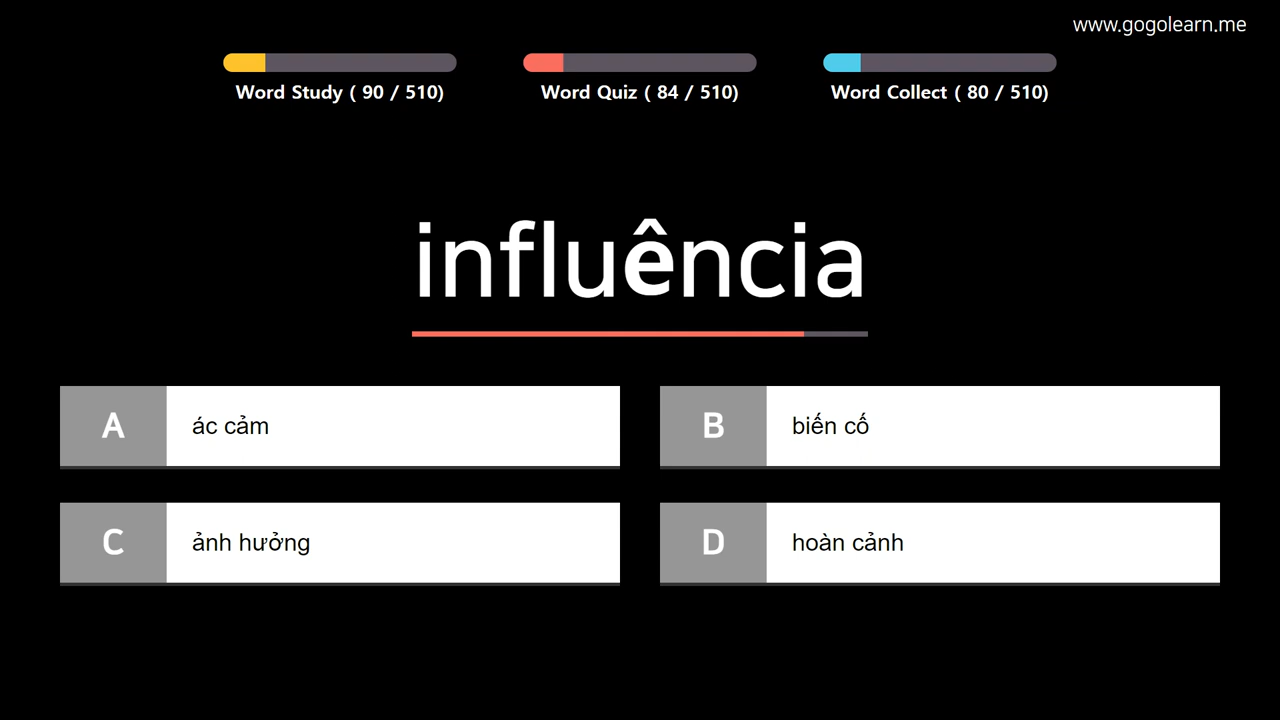 www.gogolearn.me
Word Study ( 90 / 510)
Word Quiz ( 84 / 510)
Word Collect ( 80 / 510)
influência
A
ác cảm
B
biến cố
C
ảnh hưởng
D
hoàn cảnh